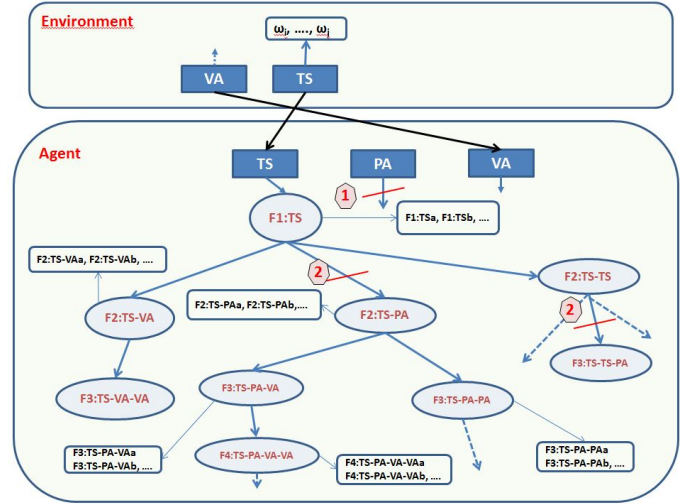 Environment
ωj, …., ωj
VA
TS
Agent
TS
PA
VA
1
F1:TS
F1:TSa, F1:TSb, ….
F2:TS-VAa, F2:TS-VAb, ….
2
F2:TS-TS
F2:TS-PAa, F2:TS-PAb,….
F2:TS-VA
F2:TS-PA
2
F3:TS-TS-PA
F3:TS-VA-VA
F3:TS-PA-VA
F3:TS-PA-PA
F3:TS-PA-VAa
F3:TS-PA-VAb, ….
F4:TS-PA-VA-VA
F4:TS-PA-VA-VAa
F4:TS-PA-VA-VAb, ….
F3:TS-PA-PAa
F3:TS-PA-PAb, ….